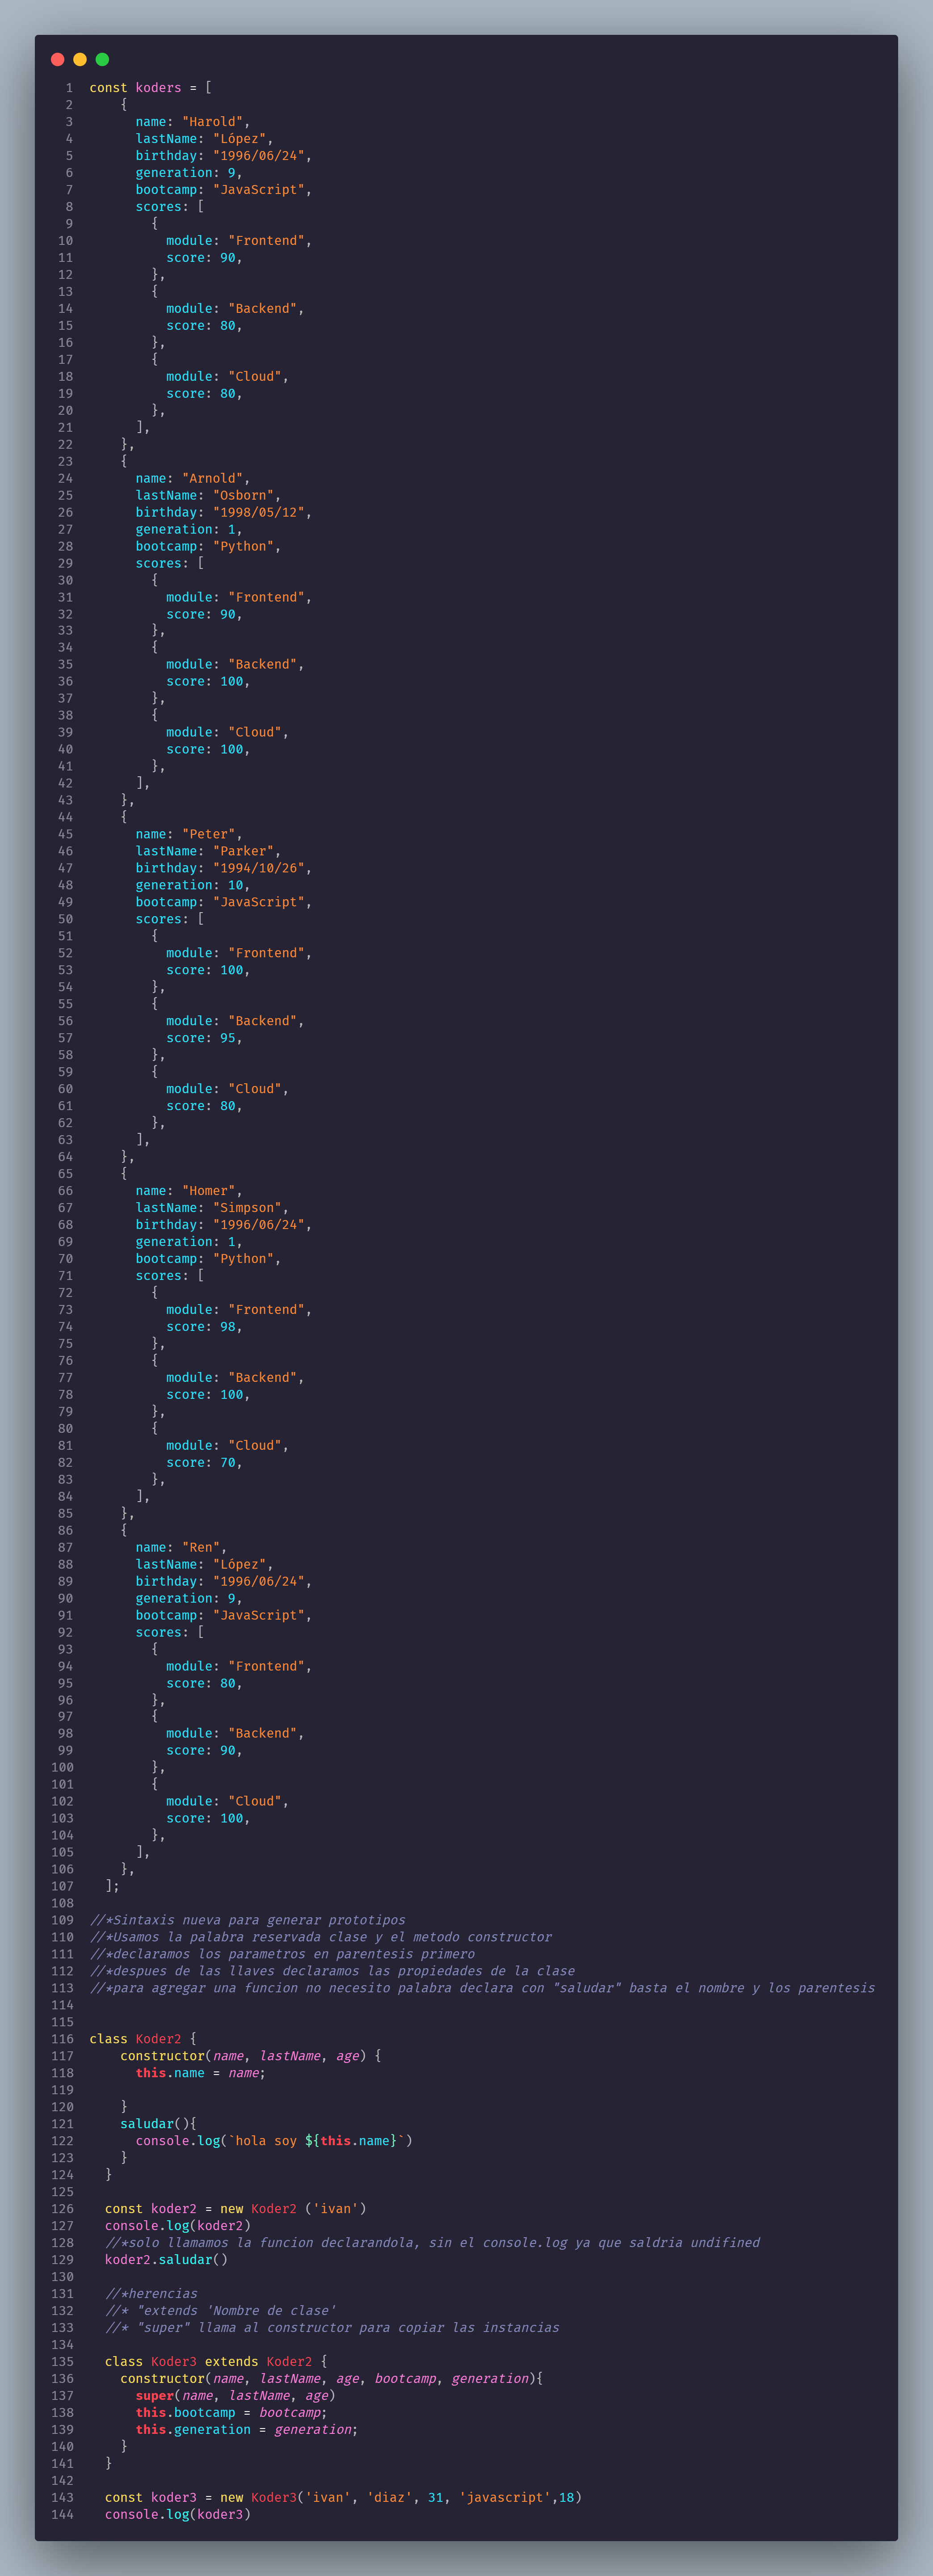 1 const koders = [
2 {
3 name: "Harold",
4 lastName: "López",
5 birthday: "1996/06/24",
6 generation: 9,
7 bootcamp: "JavaScript",
8 scores: [
9 {
10 module: "Frontend",
11 score: 90,
12 },
13 {
14 module: "Backend",
15 score: 80,
16 },
17 {
18 module: "Cloud",
19 score: 80,
20 },
21 ],
22 },
23 {
24 name: "Arnold",
25 lastName: "Osborn",
26 birthday: "1998/05/12",
27 generation: 1,
28 bootcamp: "Python",
29 scores: [
30 {
31 module: "Frontend",
32 score: 90,
33 },
34 {
35 module: "Backend",
36 score: 100,
37 },
38 {
39 module: "Cloud",
40 score: 100,
41 },
42 ],
43 },
44 {
45 name: "Peter",
46 lastName: "Parker",
47 birthday: "1994/10/26",
48 generation: 10,
49 bootcamp: "JavaScript",
50 scores: [
51 {
52 module: "Frontend",
53 score: 100,
54 },
55 {
56 module: "Backend",
57 score: 95,
58 },
59 {
60 module: "Cloud",
61 score: 80,
62 },
63 ],
64 },
65 {
66 name: "Homer",
67 lastName: "Simpson",
68 birthday: "1996/06/24",
69 generation: 1,
70 bootcamp: "Python",
71 scores: [
72 {
73 module: "Frontend",
74 score: 98,
75 },
76 {
77 module: "Backend",
78 score: 100,
79 },
80 {
81 module: "Cloud",
82 score: 70,
83 },
84 ],
85 },
86 {
87 name: "Ren",
88 lastName: "López",
89 birthday: "1996/06/24",
90 generation: 9,
91 bootcamp: "JavaScript",
92 scores: [
93 {
94 module: "Frontend",
95 score: 80,
96 },
97 {
98 module: "Backend",
99 score: 90,
100 },
101 {
102 module: "Cloud",
103 score: 100,
104 },
105 ],
106 },
107 ];
108
109 //*Sintaxis nueva para generar prototipos
110 //*Usamos la palabra reservada clase y el metodo constructor
111 //*declaramos los parametros en parentesis primero
112 //*despues de las llaves declaramos las propiedades de la clase
113 //*para agregar una funcion no necesito palabra declara con "saludar" basta el nombre y los parentesis
114
115
116 class Koder2 {
117 constructor(name, lastName, age) {
118 this.name = name;
119
120 }
121 saludar(){
122 console.log(`hola soy ${this.name}`)
123 }
124 }
125
126 const koder2 = new Koder2 ('ivan')
127 console.log(koder2)
128 //*solo llamamos la funcion declarandola, sin el console.log ya que saldria undifined
129 koder2.saludar()
130
131 //*herencias
132 //* "extends 'Nombre de clase'
133 //* "super" llama al constructor para copiar las instancias
134
135 class Koder3 extends Koder2 {
136 constructor(name, lastName, age, bootcamp, generation){
137 super(name, lastName, age)
138 this.bootcamp = bootcamp;
139 this.generation = generation;
140 }
141 }
142
143 const koder3 = new Koder3('ivan', 'diaz', 31, 'javascript',18)
144 console.log(koder3)